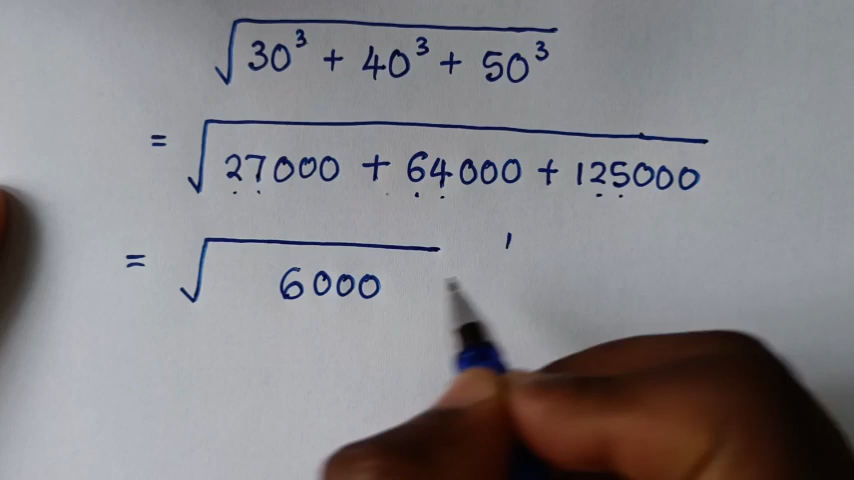 √(30³ + 40³ + 50³)
= √(27000 + 64000 + 125000)
= √(6000) '